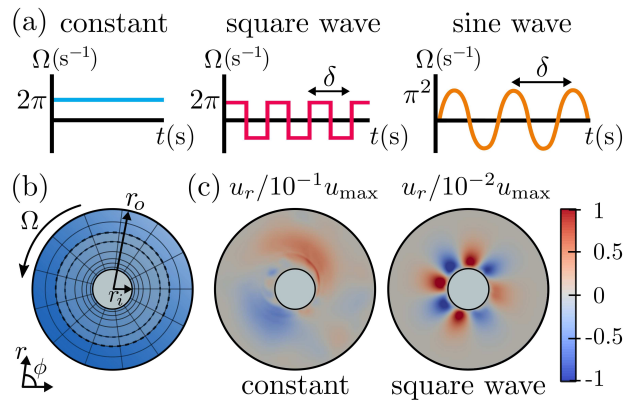 (a) constant square wave sine wave
Ω(s⁻¹) Ω(s⁻¹) Ω(s⁻¹)
2π 2π δ π² δ
t(s) t(s) t(s)
(b) r_o (c) u_r/10⁻¹u_max u_r/10⁻²u_max
Ω
r_i
r ϕ
1
0.5
0
-0.5
-1
constant square wave